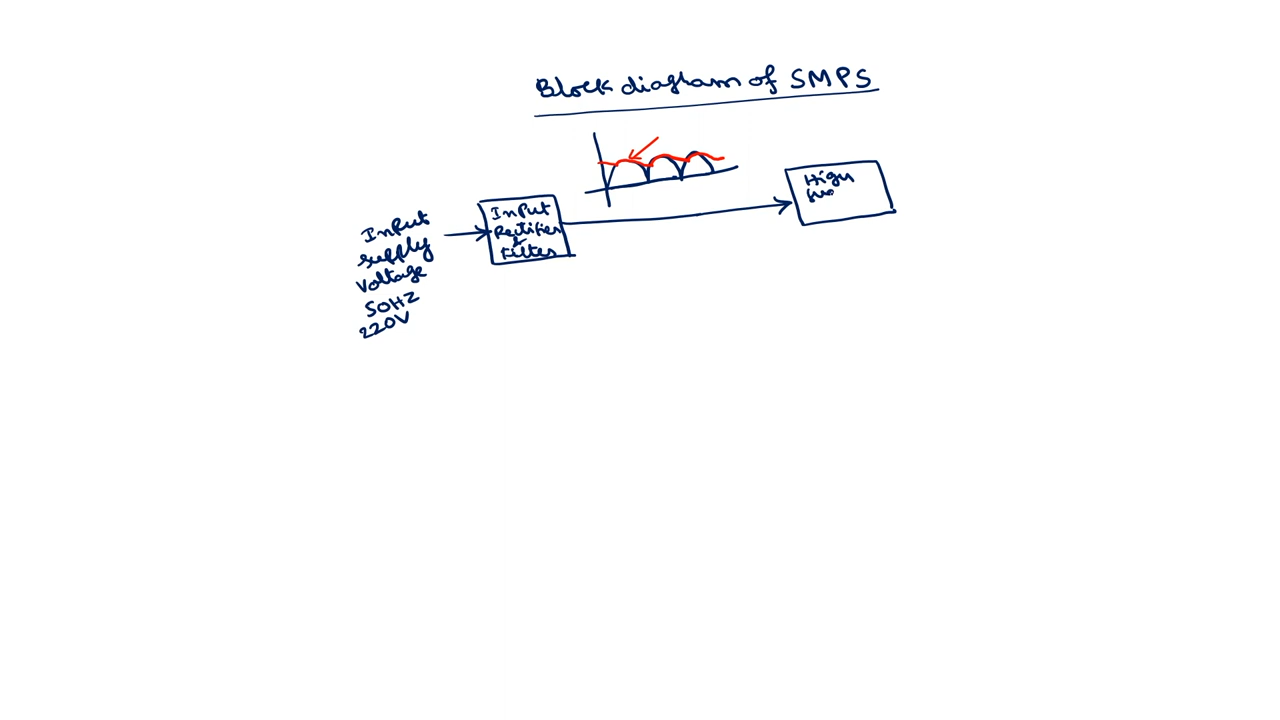 Block diagram of SMPS
Input
supply
voltage
50HZ
220V
Input
Rectifier
&
Filter
High